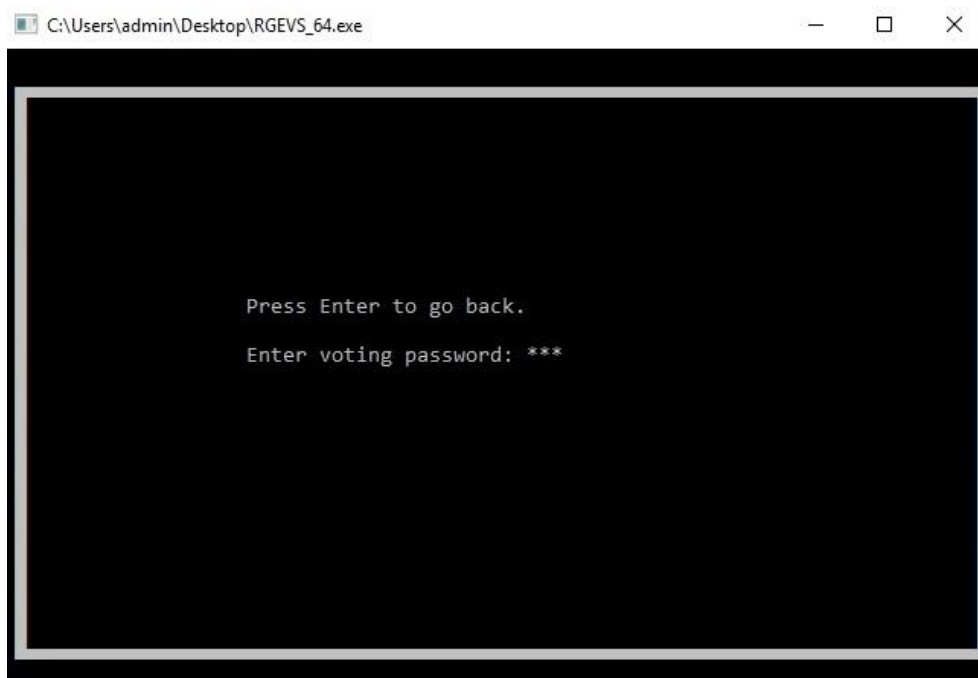 C:\Users\admin\Desktop\RGEVS_64.exe
Press Enter to go back.
Enter voting password: ***